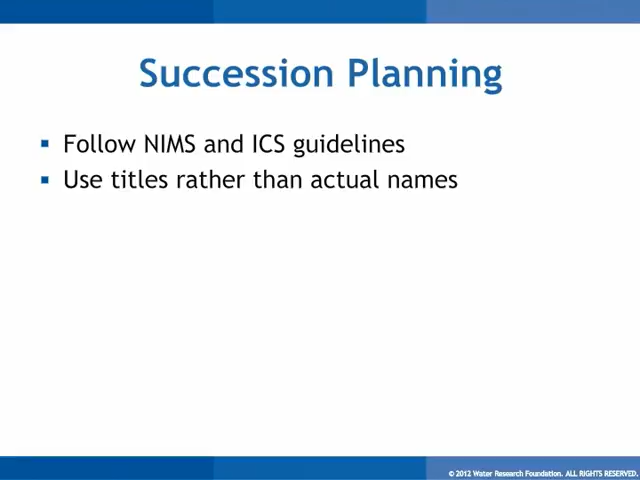 Succession Planning
▪ Follow NIMS and ICS guidelines
▪ Use titles rather than actual names
© 2012 Water Research Foundation. ALL RIGHTS RESERVED.